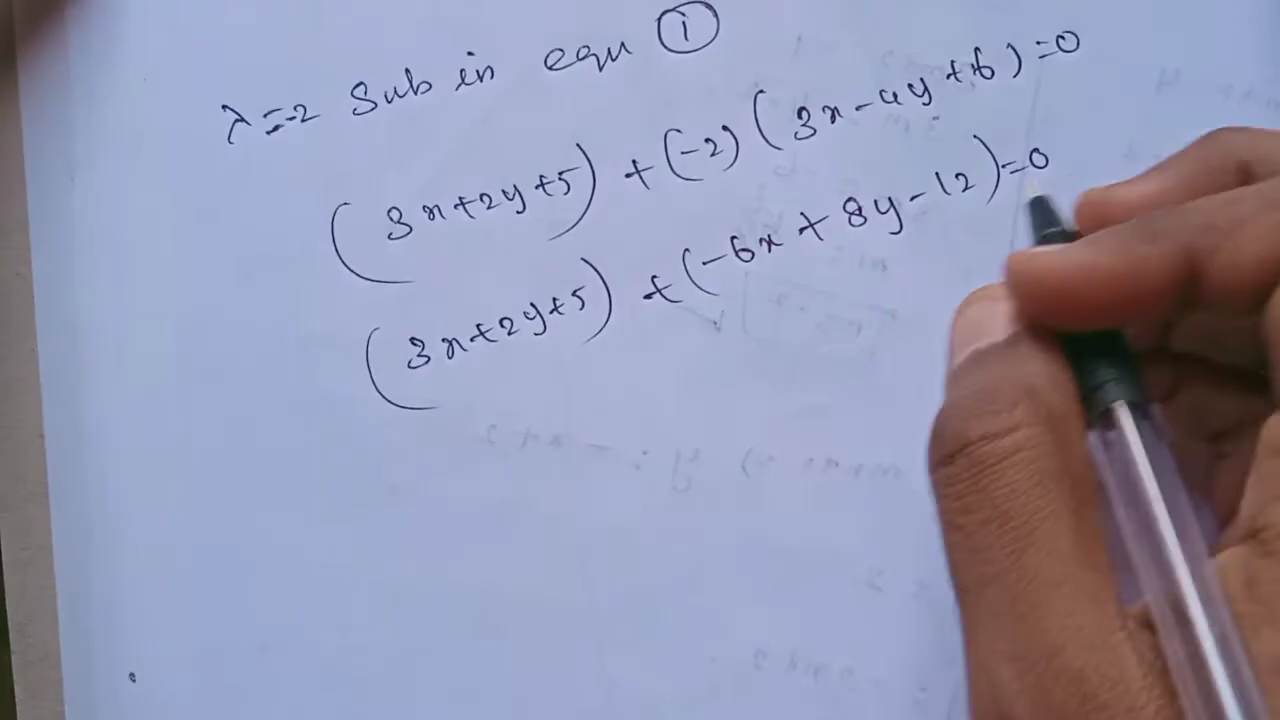 λ=-2 Sub in equ ①
(3x+2y+5) + (-2) (3x-4y+6)=0
(3x+2y+5) + (-6x+8y-12)=0